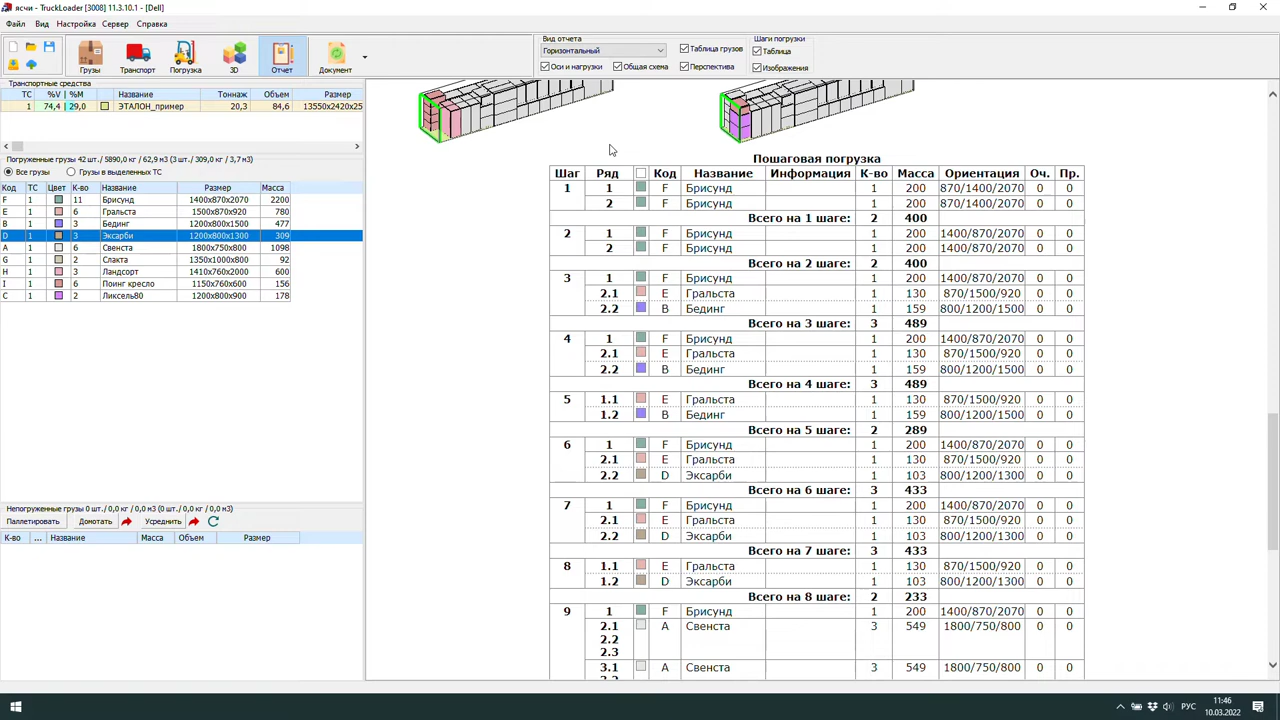 ясчи - TruckLoader [3008] 11.3.10.1 - [Dell]
Файл Вид Настройка Сервер Справка
Грузы Транспорт Погрузка 3D Отчет Документ
Вид отчета
Горизонтальный
Таблица грузов
Оси и нагрузки Общая схема Перспектива
Шаги погрузки
Таблица
Изображения
Транспортные средства
ТС %V %M Название Тоннаж Объем Размер
1 74,4 29,0 ЭТАЛОН_пример 20,3 84,6 13550x2420x25
Погруженные грузы 42 шт./ 5890,0 кг / 62,9 м3 (3 шт./ 309,0 кг / 3,7 м3)
Все грузы Грузы в выделенных ТС
Код ТС Цвет К-во Название Размер Масса
F 1 11 Брисунд 1400x870x2070 2200
E 1 6 Гральста 1500x870x920 780
B 1 3 Бединг 1200x800x1500 477
D 1 3 Эксарби 1200x800x1300 309
A 1 6 Свенста 1800x750x800 1098
G 1 2 Слакта 1350x1000x800 92
H 1 3 Ландсорт 1410x760x2000 600
I 1 6 Поинг кресло 1150x760x600 156
C 1 2 Ликсель80 1200x800x900 178
Непогруженные грузы 0 шт./ 0,0 кг / 0,0 м3 (0 шт./ 0,0 кг / 0,0 м3)
Паллетировать Домотать Усреднить
К-во ... Название Масса Объем Размер
Пошаговая погрузка
Шаг Ряд Код Название Информация К-во Масса Ориентация Оч. Пр.
1 1 F Брисунд 1 200 870/1400/2070 0 0
2 F Брисунд 1 200 870/1400/2070 0 0
Всего на 1 шаге: 2 400
2 1 F Брисунд 1 200 1400/870/2070 0 0
2 F Брисунд 1 200 1400/870/2070 0 0
Всего на 2 шаге: 2 400
3 1 F Брисунд 1 200 1400/870/2070 0 0
2.1 E Гральста 1 130 870/1500/920 0 0
2.2 B Бединг 1 159 800/1200/1500 0 0
Всего на 3 шаге: 3 489
4 1 F Брисунд 1 200 1400/870/2070 0 0
2.1 E Гральста 1 130 870/1500/920 0 0
2.2 B Бединг 1 159 800/1200/1500 0 0
Всего на 4 шаге: 3 489
5 1.1 E Гральста 1 130 870/1500/920 0 0
1.2 B Бединг 1 159 800/1200/1500 0 0
Всего на 5 шаге: 2 289
6 1 F Брисунд 1 200 1400/870/2070 0 0
2.1 E Гральста 1 130 870/1500/920 0 0
2.2 D Эксарби 1 103 800/1200/1300 0 0
Всего на 6 шаге: 3 433
7 1 F Брисунд 1 200 1400/870/2070 0 0
2.1 E Гральста 1 130 870/1500/920 0 0
2.2 D Эксарби 1 103 800/1200/1300 0 0
Всего на 7 шаге: 3 433
8 1.1 E Гральста 1 130 870/1500/920 0 0
1.2 D Эксарби 1 103 800/1200/1300 0 0
Всего на 8 шаге: 2 233
9 1 F Брисунд 1 200 1400/870/2070 0 0
2.1 A Свенста 3 549 1800/750/800 0 0
2.2
2.3
3.1 A Свенста 3 549 1800/750/800 0 0
РУС
11:46
10.03.2022